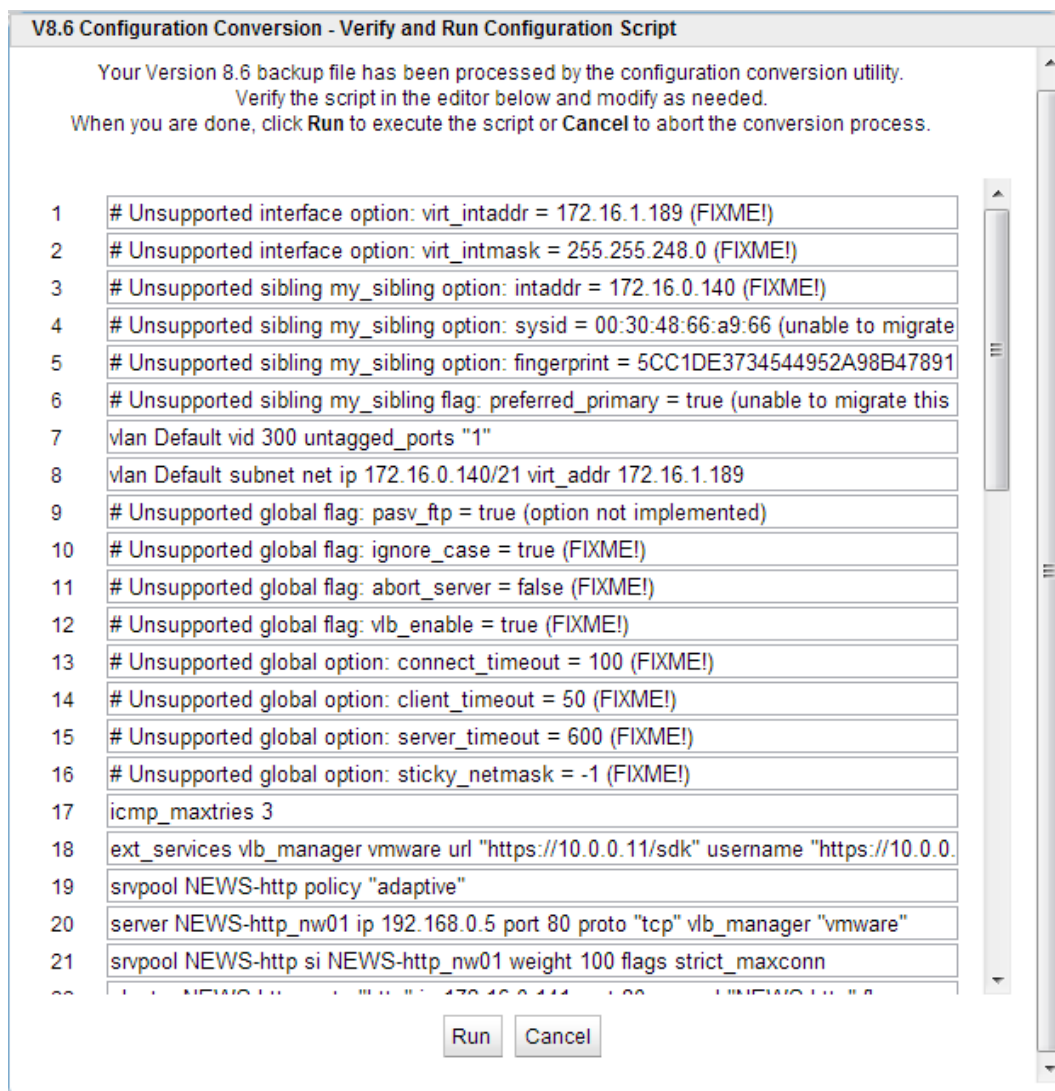 V8.6 Configuration Conversion - Verify and Run Configuration Script
Your Version 8.6 backup file has been processed by the configuration conversion utility.
Verify the script in the editor below and modify as needed.
When you are done, click Run to execute the script or Cancel to abort the conversion process.
1 # Unsupported interface option: virt_intaddr = 172.16.1.189 (FIXME!)
2 # Unsupported interface option: virt_intmask = 255.255.248.0 (FIXME!)
3 # Unsupported sibling my_sibling option: intaddr = 172.16.0.140 (FIXME!)
4 # Unsupported sibling my_sibling option: sysid = 00:30:48:66:a9:66 (unable to migrate
5 # Unsupported sibling my_sibling option: fingerprint = 5CC1DE3734544952A98B47891
6 # Unsupported sibling my_sibling flag: preferred_primary = true (unable to migrate this
7 vlan Default vid 300 untagged_ports "1"
8 vlan Default subnet net ip 172.16.0.140/21 virt_addr 172.16.1.189
9 # Unsupported global flag: pasv_ftp = true (option not implemented)
10 # Unsupported global flag: ignore_case = true (FIXME!)
11 # Unsupported global flag: abort_server = false (FIXME!)
12 # Unsupported global flag: vlb_enable = true (FIXME!)
13 # Unsupported global option: connect_timeout = 100 (FIXME!)
14 # Unsupported global option: client_timeout = 50 (FIXME!)
15 # Unsupported global option: server_timeout = 600 (FIXME!)
16 # Unsupported global option: sticky_netmask = -1 (FIXME!)
17 icmp_maxtries 3
18 ext_services vlb_manager vmware url "https://10.0.0.11/sdk" username "https://10.0.0.
19 srvpool NEWS-http policy "adaptive"
20 server NEWS-http_nw01 ip 192.168.0.5 port 80 proto "tcp" vlb_manager "vmware"
21 srvpool NEWS-http si NEWS-http_nw01 weight 100 flags strict_maxconn
Run Cancel